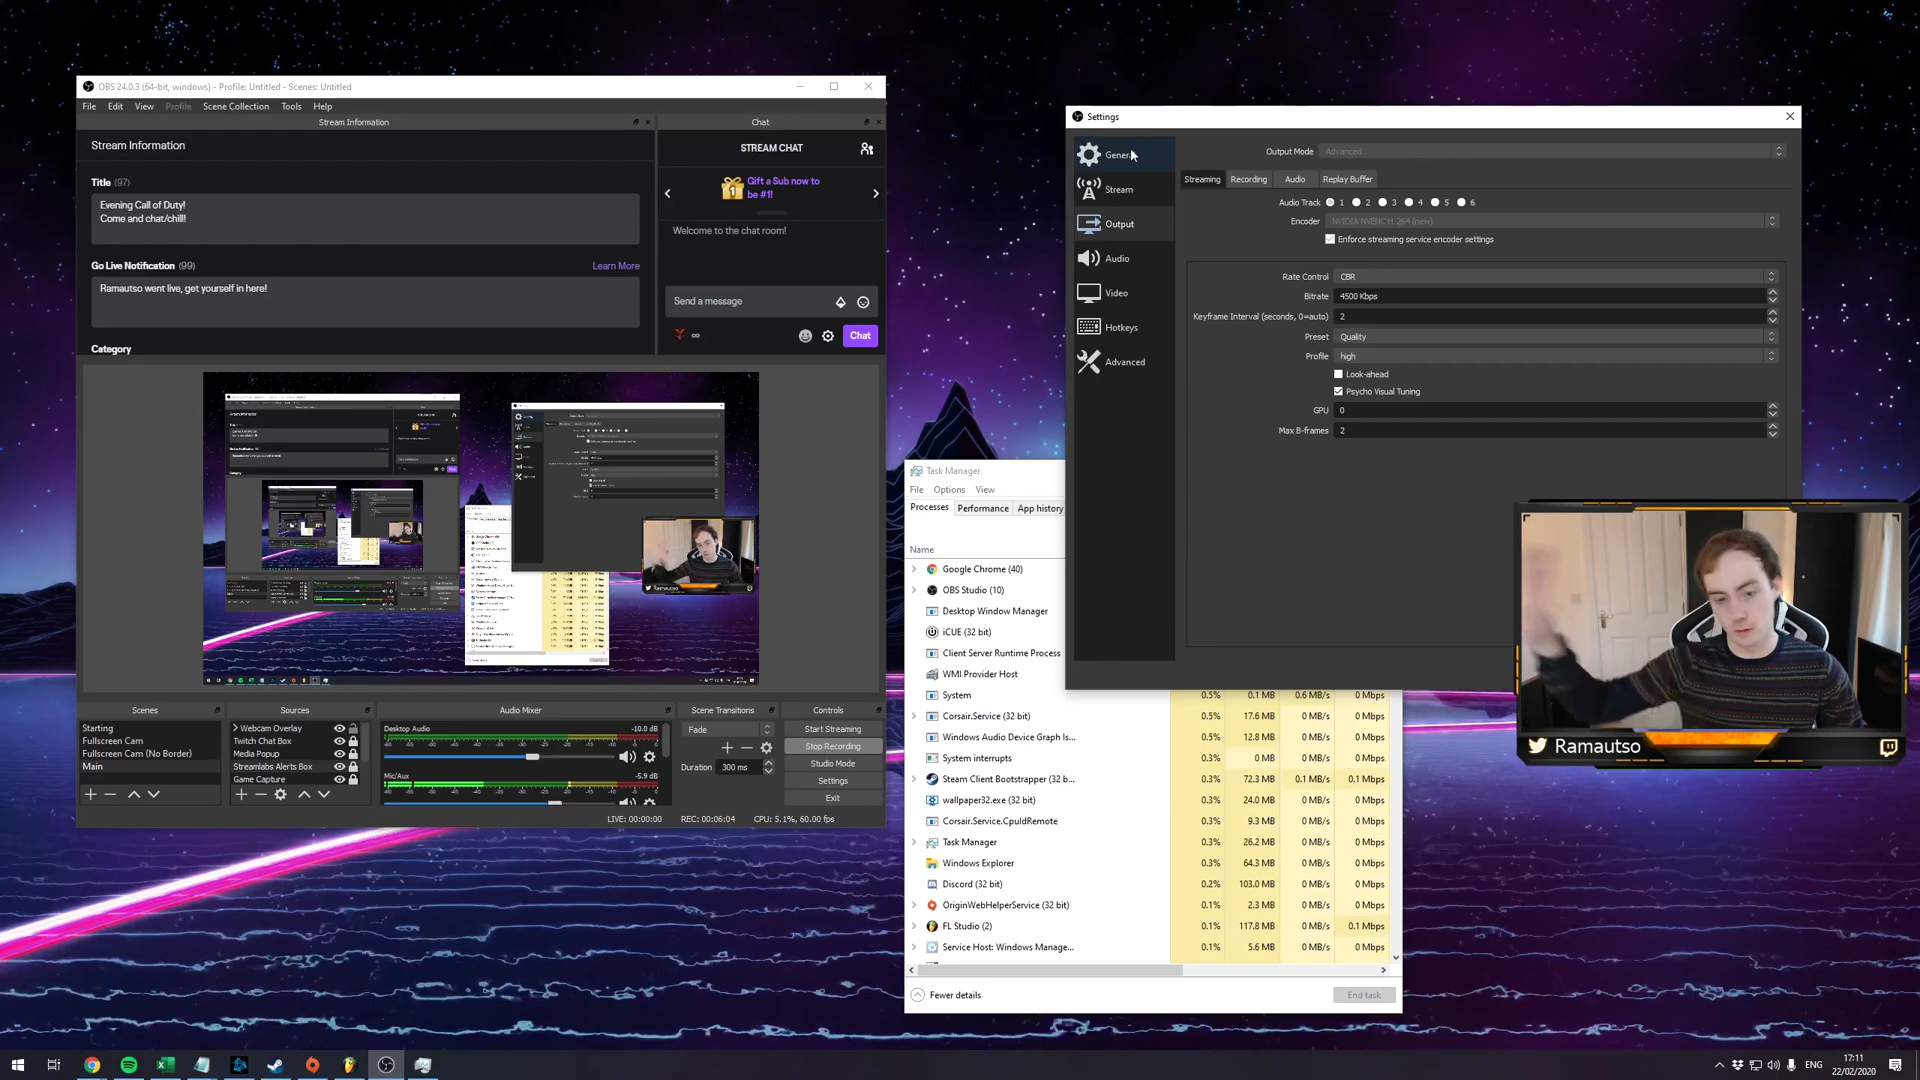 OBS 24.0.3 (64-bit, windows) - Profile: Untitled - Scenes: Untitled
File Edit View Profile Scene Collection Tools Help
Stream Information
Stream Information
Title (97)
Evening Call of Duty!
Come and chat/chill!
Go Live Notification (99)
Learn More
Ramautso went live, get yourself in here!
Category
Chat
STREAM CHAT
1
Gift a Sub now to
be #1!
Welcome to the chat room!
Send a message
∞
Chat
Scenes
Starting
Fullscreen Cam
Fullscreen Cam (No Border)
Main
Sources
Webcam Overlay
Twitch Chat Box
Media Popup
Streamlabs Alerts Box
Game Capture
Audio Mixer
Desktop Audio -10.0 dB
Mic/Aux -5.9 dB
Scene Transitions
Fade
Duration 300 ms
Controls
Start Streaming
Stop Recording
Studio Mode
Settings
Exit
LIVE: 00:00:00 REC: 00:06:04 CPU: 5.1%, 60.00 fps
Settings
General
Stream
Output
Audio
Video
Hotkeys
Advanced
Output Mode Advanced
Streaming Recording Audio Replay Buffer
Audio Track 1 2 3 4 5 6
Encoder NVIDIA NVENC H.264 (new)
Enforce streaming service encoder settings
Rate Control CBR
Bitrate 4500 Kbps
Keyframe Interval (seconds, 0=auto) 2
Preset Quality
Profile high
Look-ahead
Psycho Visual Tuning
GPU 0
Max B-frames 2
Task Manager
File Options View
Processes Performance App history
Name
Google Chrome (40)
OBS Studio (10)
Desktop Window Manager
iCUE (32 bit)
Client Server Runtime Process
WMI Provider Host
System 0.5% 0.1 MB 0.6 MB/s 0 Mbps
Corsair.Service (32 bit) 0.5% 17.6 MB 0 MB/s 0 Mbps
Windows Audio Device Graph Is... 0.5% 12.8 MB 0 MB/s 0 Mbps
System interrupts 0.3% 0 MB 0 MB/s 0 Mbps
Steam Client Bootstrapper (32 b... 0.3% 72.3 MB 0.1 MB/s 0.1 Mbps
wallpaper32.exe (32 bit) 0.3% 24.0 MB 0 MB/s 0 Mbps
Corsair.Service.CpuIdRemote 0.3% 9.3 MB 0 MB/s 0 Mbps
Task Manager 0.3% 26.2 MB 0 MB/s 0 Mbps
Windows Explorer 0.3% 64.3 MB 0 MB/s 0 Mbps
Discord (32 bit) 0.2% 103.0 MB 0 MB/s 0 Mbps
OriginWebHelperService (32 bit) 0.1% 2.3 MB 0 MB/s 0 Mbps
FL Studio (2) 0.1% 117.8 MB 0 MB/s 0.1 Mbps
Service Host: Windows Manage... 0.1% 5.6 MB 0 MB/s 0 Mbps
Fewer details
End task
Ramautso
Ramautso
ENG
17:11
22/02/2020